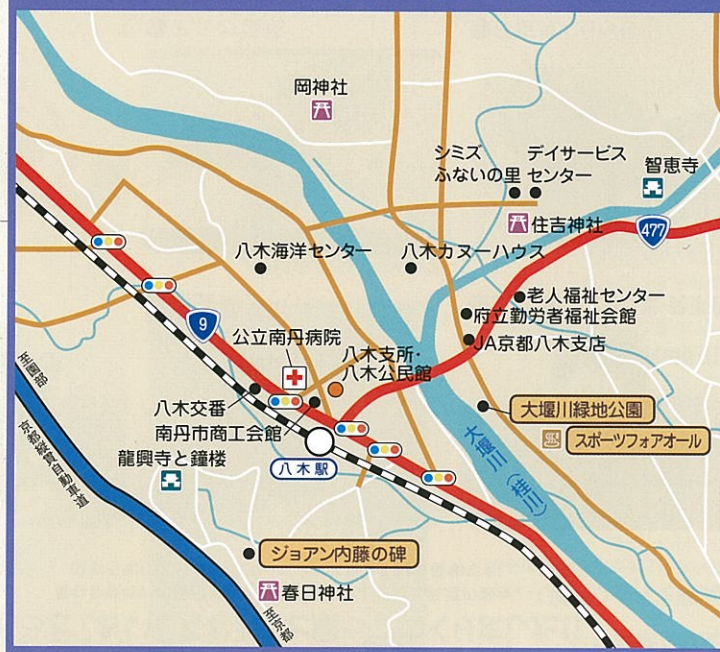 岡神社
シミズ
ふないの里
デイサービス
センター
智恵寺
住吉神社
477
八木海洋センター
八木カヌーハウス
老人福祉センター
府立勤労者福祉会館
JA京都八木支店
9
公立南丹病院
八木支所・
八木公民館
八木交番
南丹市商工会館
八木駅
大堰川緑地公園
スポーツフォアオール
大堰川(桂川)
至園部
京都縦貫自動車道
龍興寺と鐘楼
ジョアン内藤の碑
春日神社
至京都